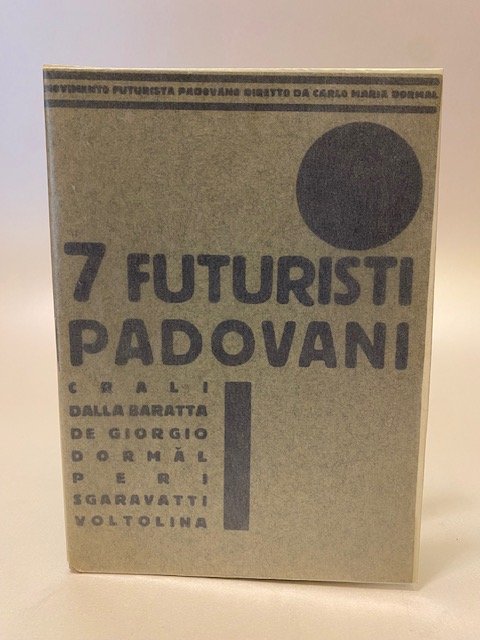 MOVIMENTO FUTURISTA PADOVANO DIRETTO DA CARLO MARIA DORMAL
7 FUTURISTI
PADOVANI
CRALI
DALLA BARATTA
DE GIORGIO
DORMĂL
PERI
SGARAVATTI
VOLTOLINA